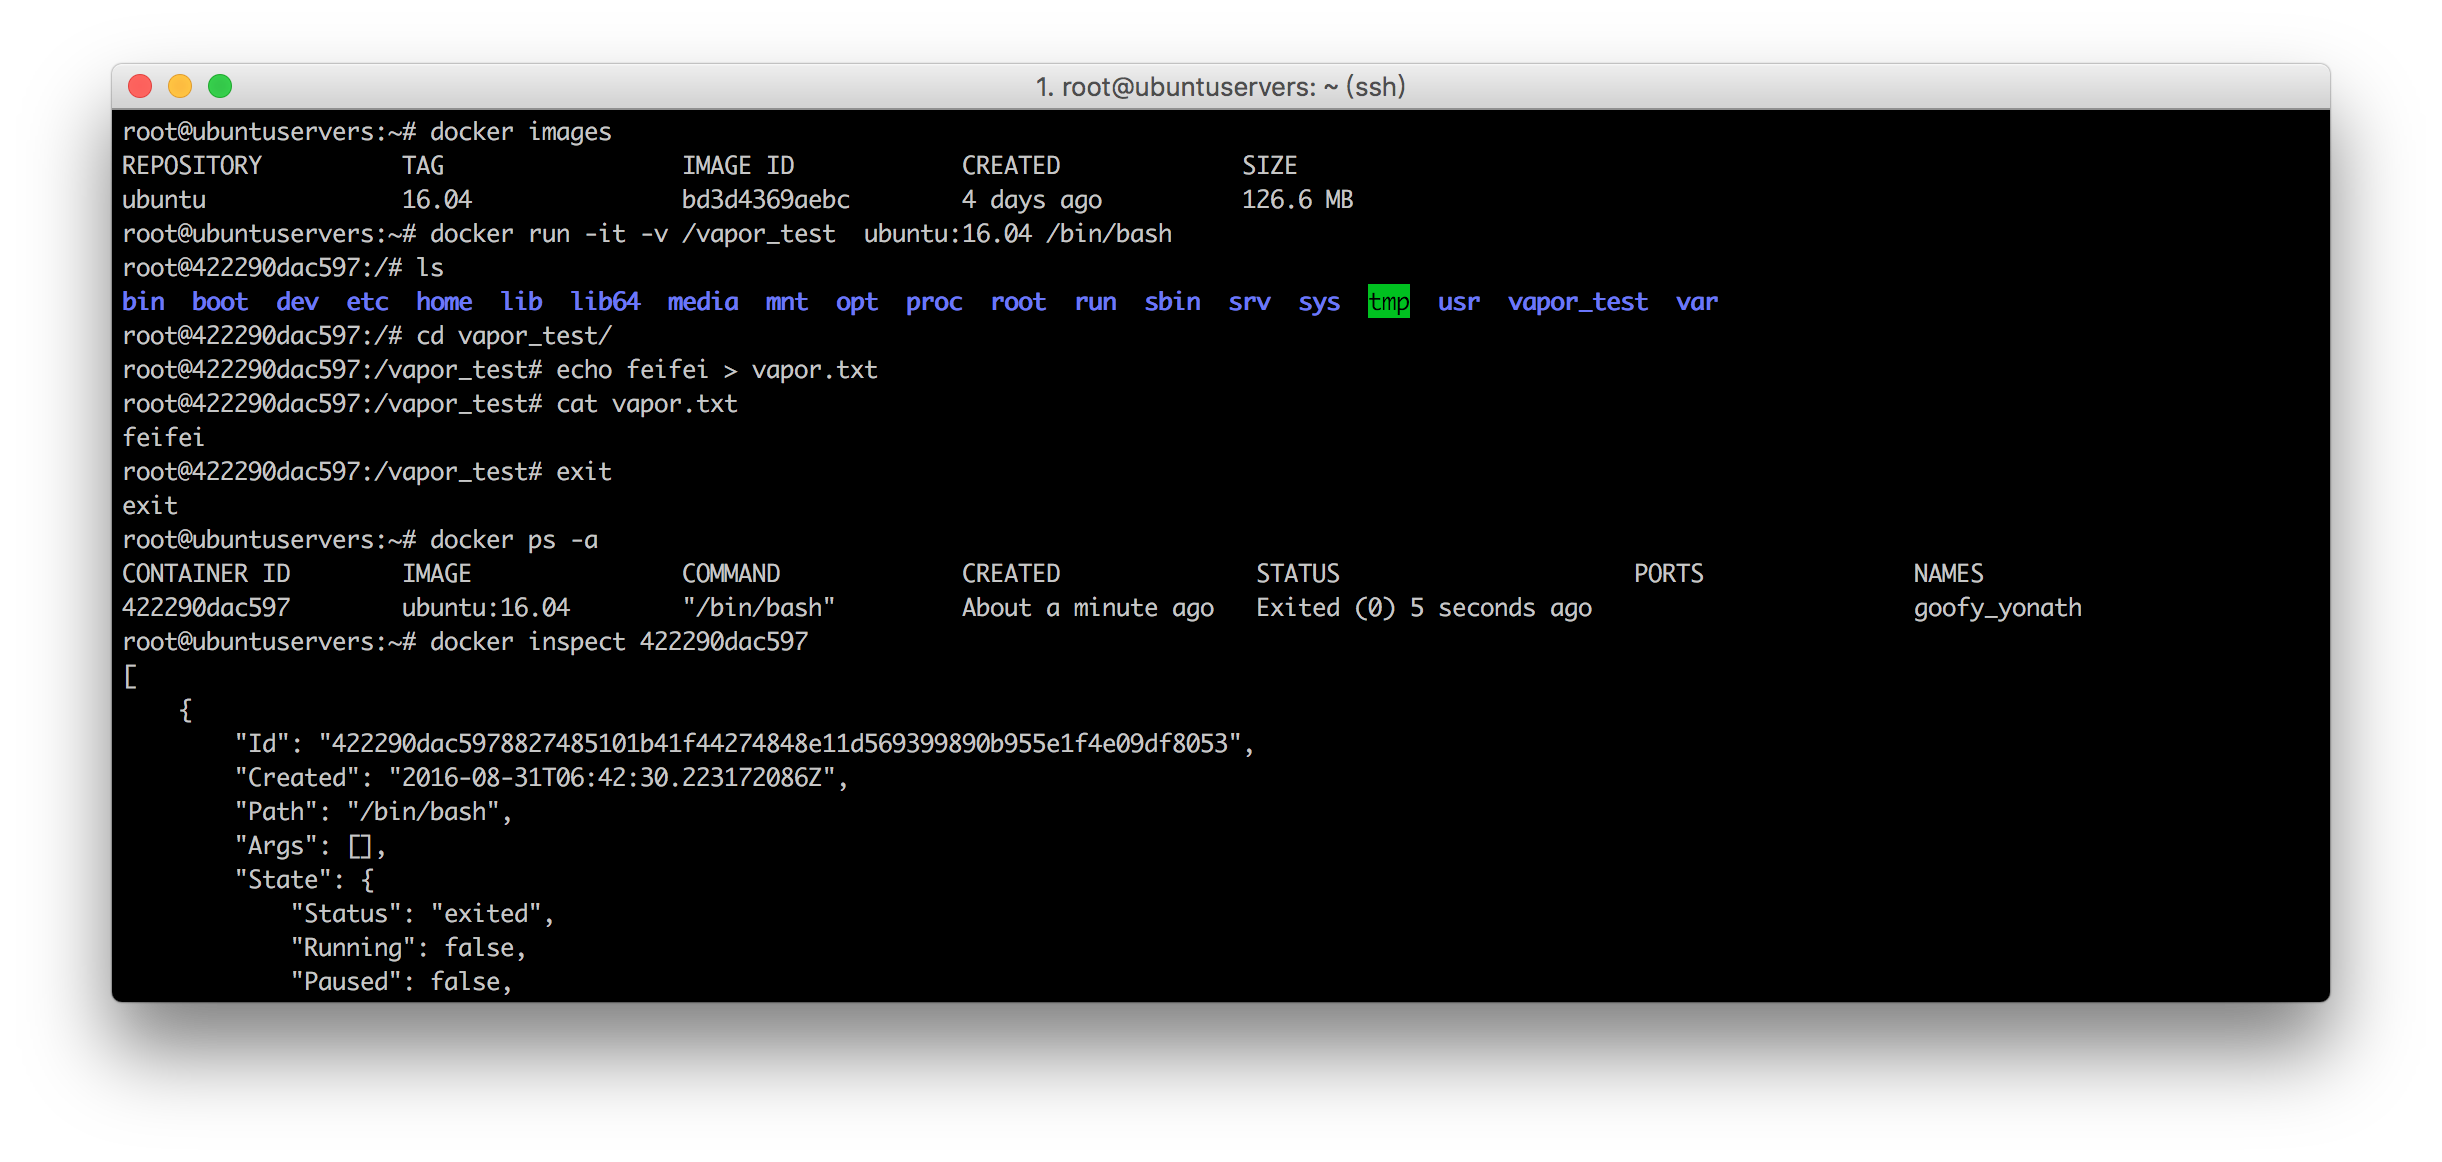 1. root@ubuntuservers: ~ (ssh)
root@ubuntuservers:~# docker images
REPOSITORY          TAG                 IMAGE ID            CREATED             SIZE
ubuntu              16.04               bd3d4369aebc        4 days ago          126.6 MB
root@ubuntuservers:~# docker run -it -v /vapor_test  ubuntu:16.04 /bin/bash
root@422290dac597:/# ls
bin  boot  dev  etc  home  lib  lib64  media  mnt  opt  proc  root  run  sbin  srv  sys  tmp  usr  vapor_test  var
root@422290dac597:/# cd vapor_test/
root@422290dac597:/vapor_test# echo feifei > vapor.txt
root@422290dac597:/vapor_test# cat vapor.txt
feifei
root@422290dac597:/vapor_test# exit
exit
root@ubuntuservers:~# docker ps -a
CONTAINER ID        IMAGE               COMMAND             CREATED              STATUS                     PORTS               NAMES
422290dac597        ubuntu:16.04        "/bin/bash"         About a minute ago   Exited (0) 5 seconds ago                       goofy_yonath
root@ubuntuservers:~# docker inspect 422290dac597
[
    {
        "Id": "422290dac5978827485101b41f44274848e11d569399890b955e1f4e09df8053",
        "Created": "2016-08-31T06:42:30.223172086Z",
        "Path": "/bin/bash",
        "Args": [],
        "State": {
            "Status": "exited",
            "Running": false,
            "Paused": false,